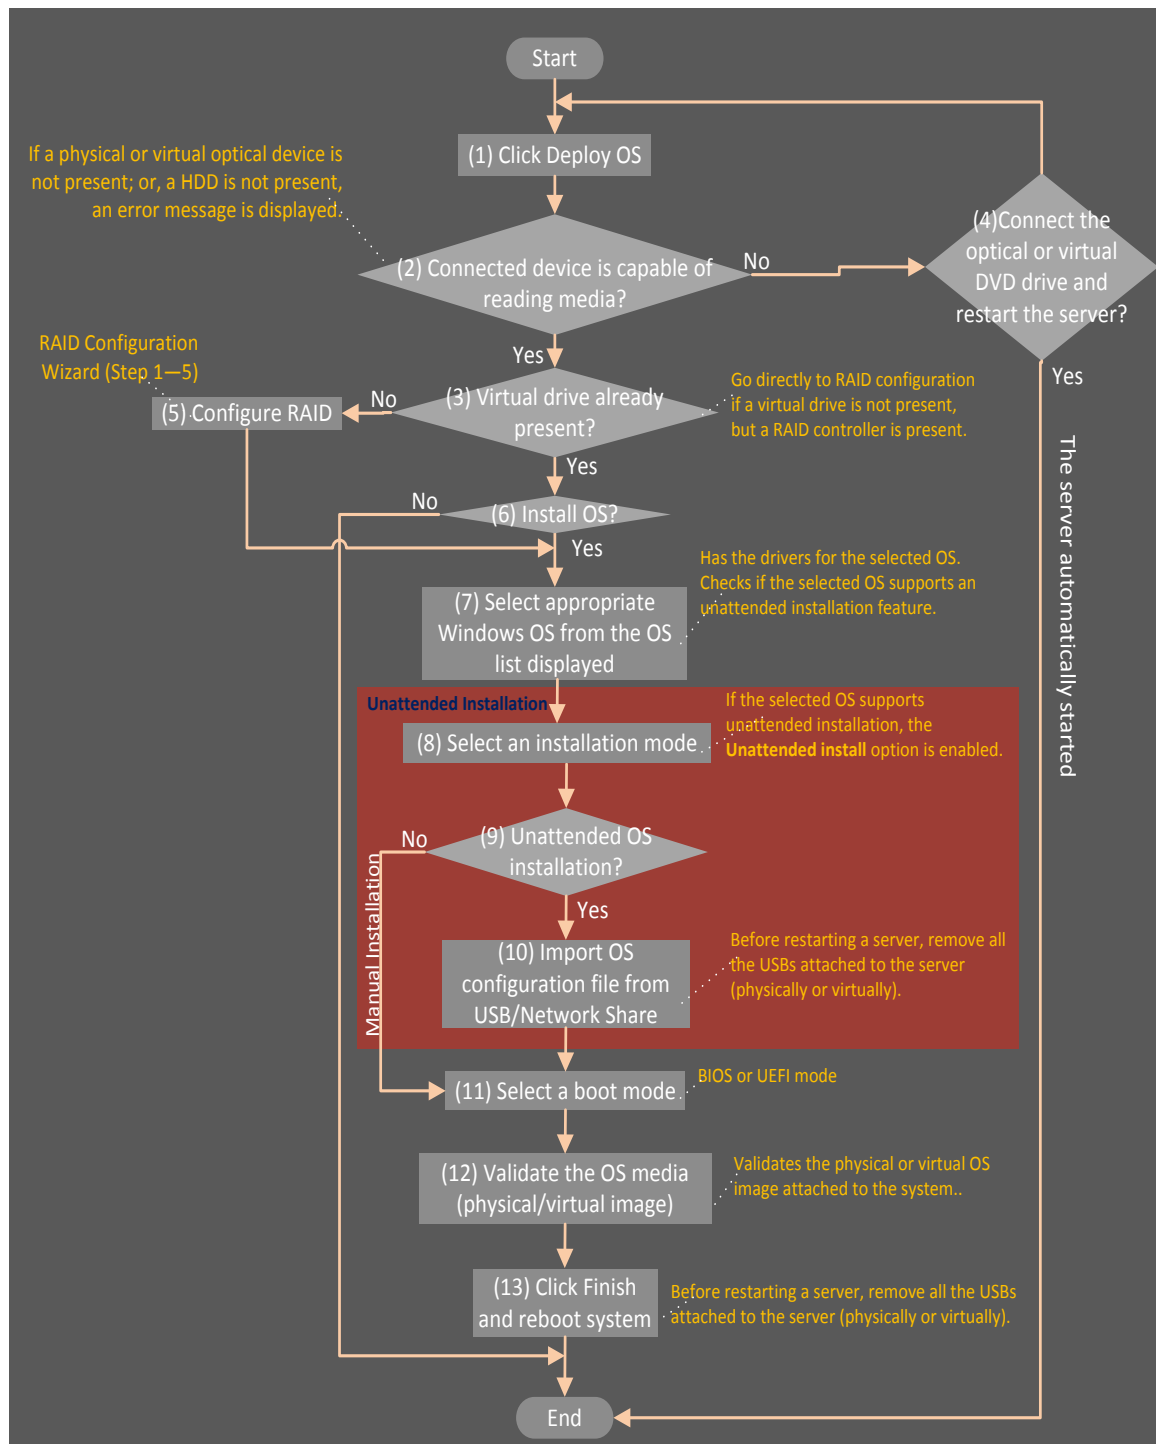 Start
(1) Click Deploy OS
If a physical or virtual optical device is
not present; or, a HDD is not present,
an error message is displayed.
(2) Connected device is capable of
reading media?
No
(4)Connect the
optical or virtual
DVD drive and
restart the server?
Yes
The server automatically started
Yes
RAID Configuration
Wizard (Step 1—5)
(5) Configure RAID
No
(3) Virtual drive already
present?
Go directly to RAID configuration
if a virtual drive is not present,
but a RAID controller is present.
Yes
No
(6) Install OS?
Yes
(7) Select appropriate
Windows OS from the OS
list displayed
Has the drivers for the selected OS.
Checks if the selected OS supports an
unattended installation feature.
Unattended Installation
(8) Select an installation mode
If the selected OS supports
unattended installation, the
Unattended install option is enabled.
(9) Unattended OS
installation?
No
Manual Installation
Yes
(10) Import OS
configuration file from
USB/Network Share
Before restarting a server, remove all
the USBs attached to the server
(physically or virtually).
(11) Select a boot mode
BIOS or UEFI mode
(12) Validate the OS media
(physical/virtual image)
Validates the physical or virtual OS
image attached to the system..
(13) Click Finish
and reboot system
Before restarting a server, remove all the USBs
attached to the server (physically or virtually).
End